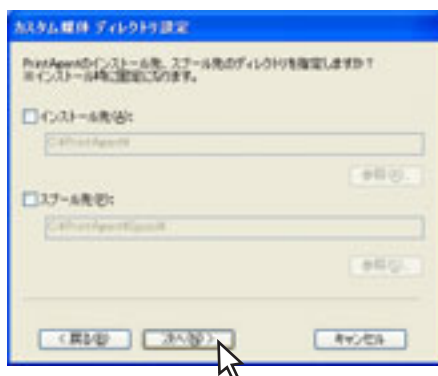 カスタム媒体 ディレクトリ設定
PrintAgentのインストール先、スプール先のディレクトリを指定しますか？
※インストール時に固定になります。
インストール先(A):
C:¥PrintAgent¥
参照(R)...
スプール先(P):
C:¥PrintAgent¥Spool¥
< 戻る(B)
次へ(N) >
キャンセル